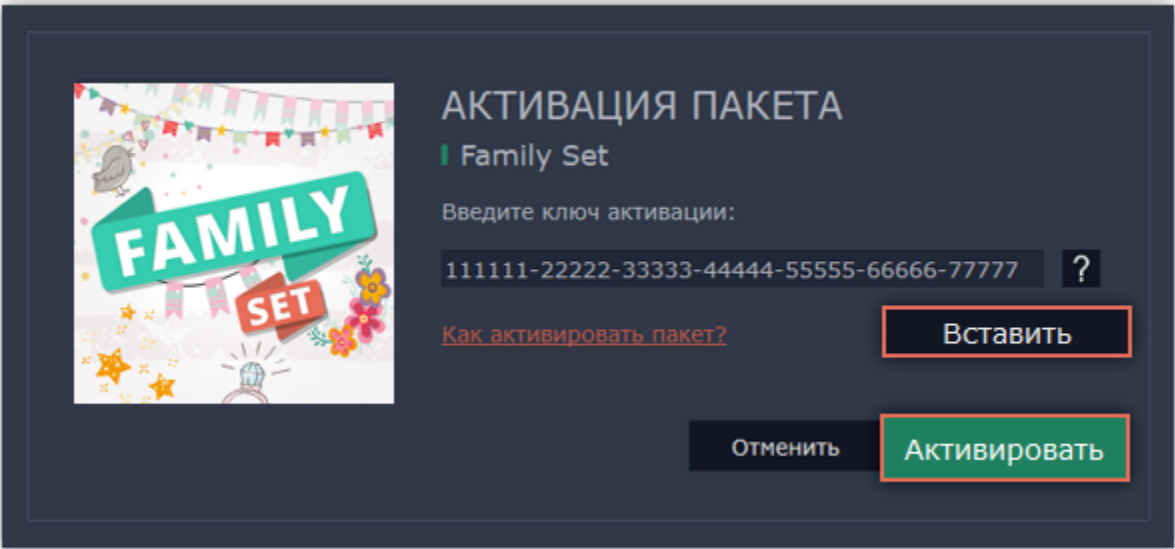 АКТИВАЦИЯ ПАКЕТА
Family Set
Введите ключ активации:
111111-22222-33333-44444-55555-66666-77777
?
Как активировать пакет?
Вставить
Отменить
Активировать
FAMILY
SET